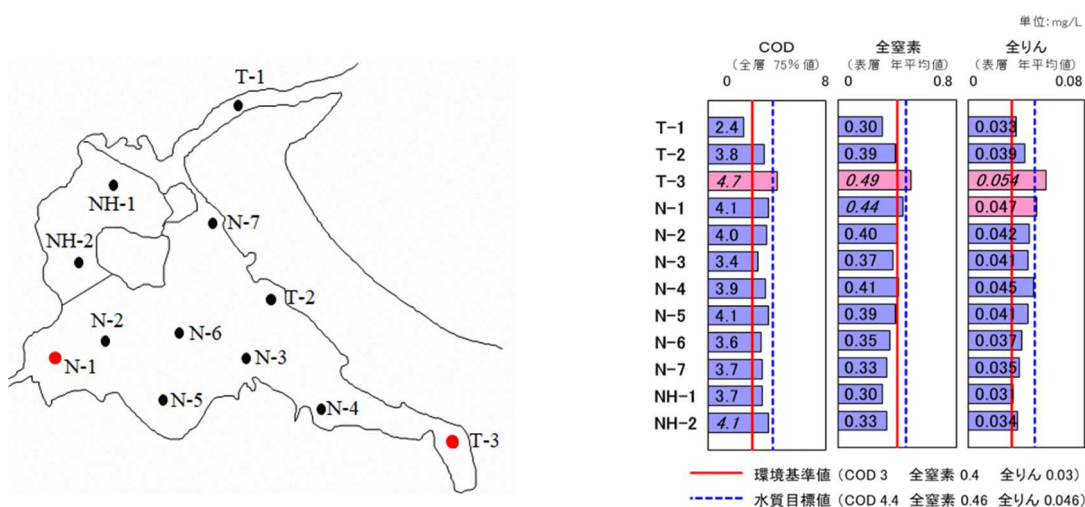 T-1
NH-1
N-7
NH-2
T-2
N-2
N-6
N-1
N-3
N-5
N-4
T-3
単位:mg/L
COD 全窒素 全りん
(全層 75%値) (表層 年平均値) (表層 年平均値)
0 8 0 0.8 0 0.08
T-1 2.4 0.30 0.033
T-2 3.8 0.39 0.039
T-3 4.7 0.49 0.054
N-1 4.1 0.44 0.047
N-2 4.0 0.40 0.042
N-3 3.4 0.37 0.041
N-4 3.9 0.41 0.045
N-5 4.1 0.39 0.041
N-6 3.6 0.35 0.037
N-7 3.7 0.33 0.035
NH-1 3.7 0.30 0.031
NH-2 4.1 0.33 0.034
環境基準値(COD 3 全窒素 0.4 全りん 0.03)
水質目標値(COD 4.4 全窒素 0.46 全りん 0.046)